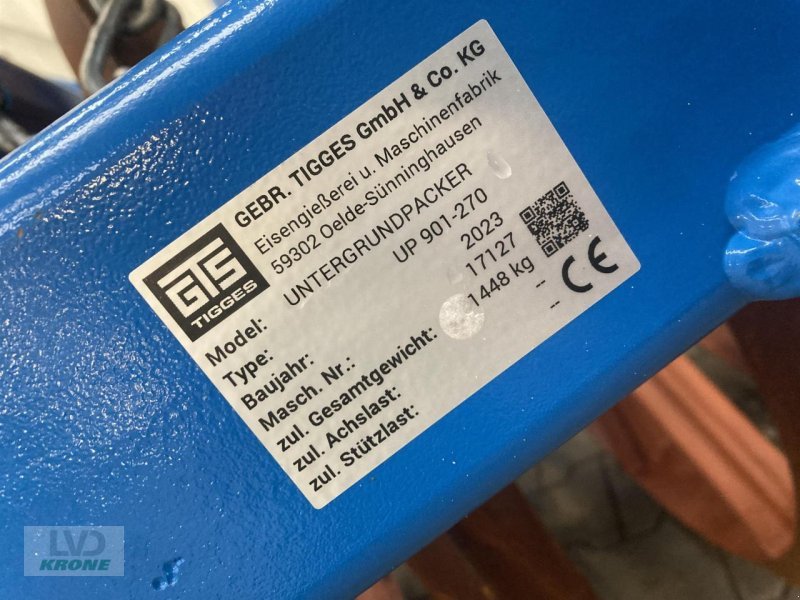 GEBR. TIGGES GmbH & Co. KG
Eisengießerei u. Maschinenfabrik
59302 Oelde-Sünninghausen
GTS
TIGGES
Model: UNTERGRUNDPACKER
Type: UP 901-270
Baujahr: 2023
Masch. Nr.: 17127
zul. Gesamtgewicht: 1448 kg
zul. Achslast: --
zul. Stützlast: --
CE
LVD
KRONE